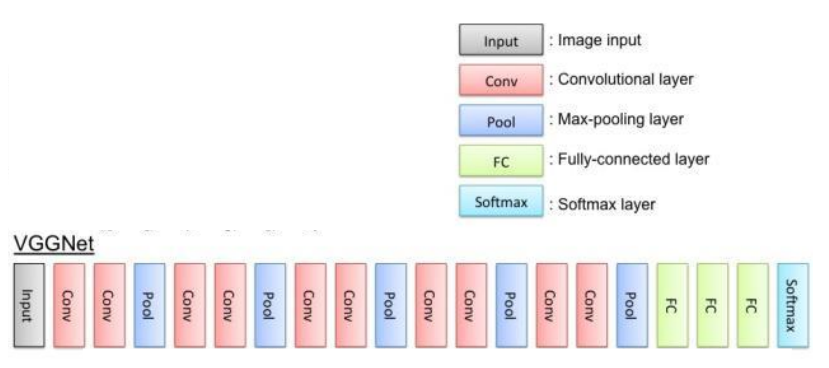 Input : Image input
Conv : Convolutional layer
Pool : Max-pooling layer
FC : Fully-connected layer
Softmax : Softmax layer
VGGNet
Input Conv Conv Pool Conv Conv Pool Conv Conv Pool Conv Conv Pool Conv Conv Pool FC FC FC Softmax